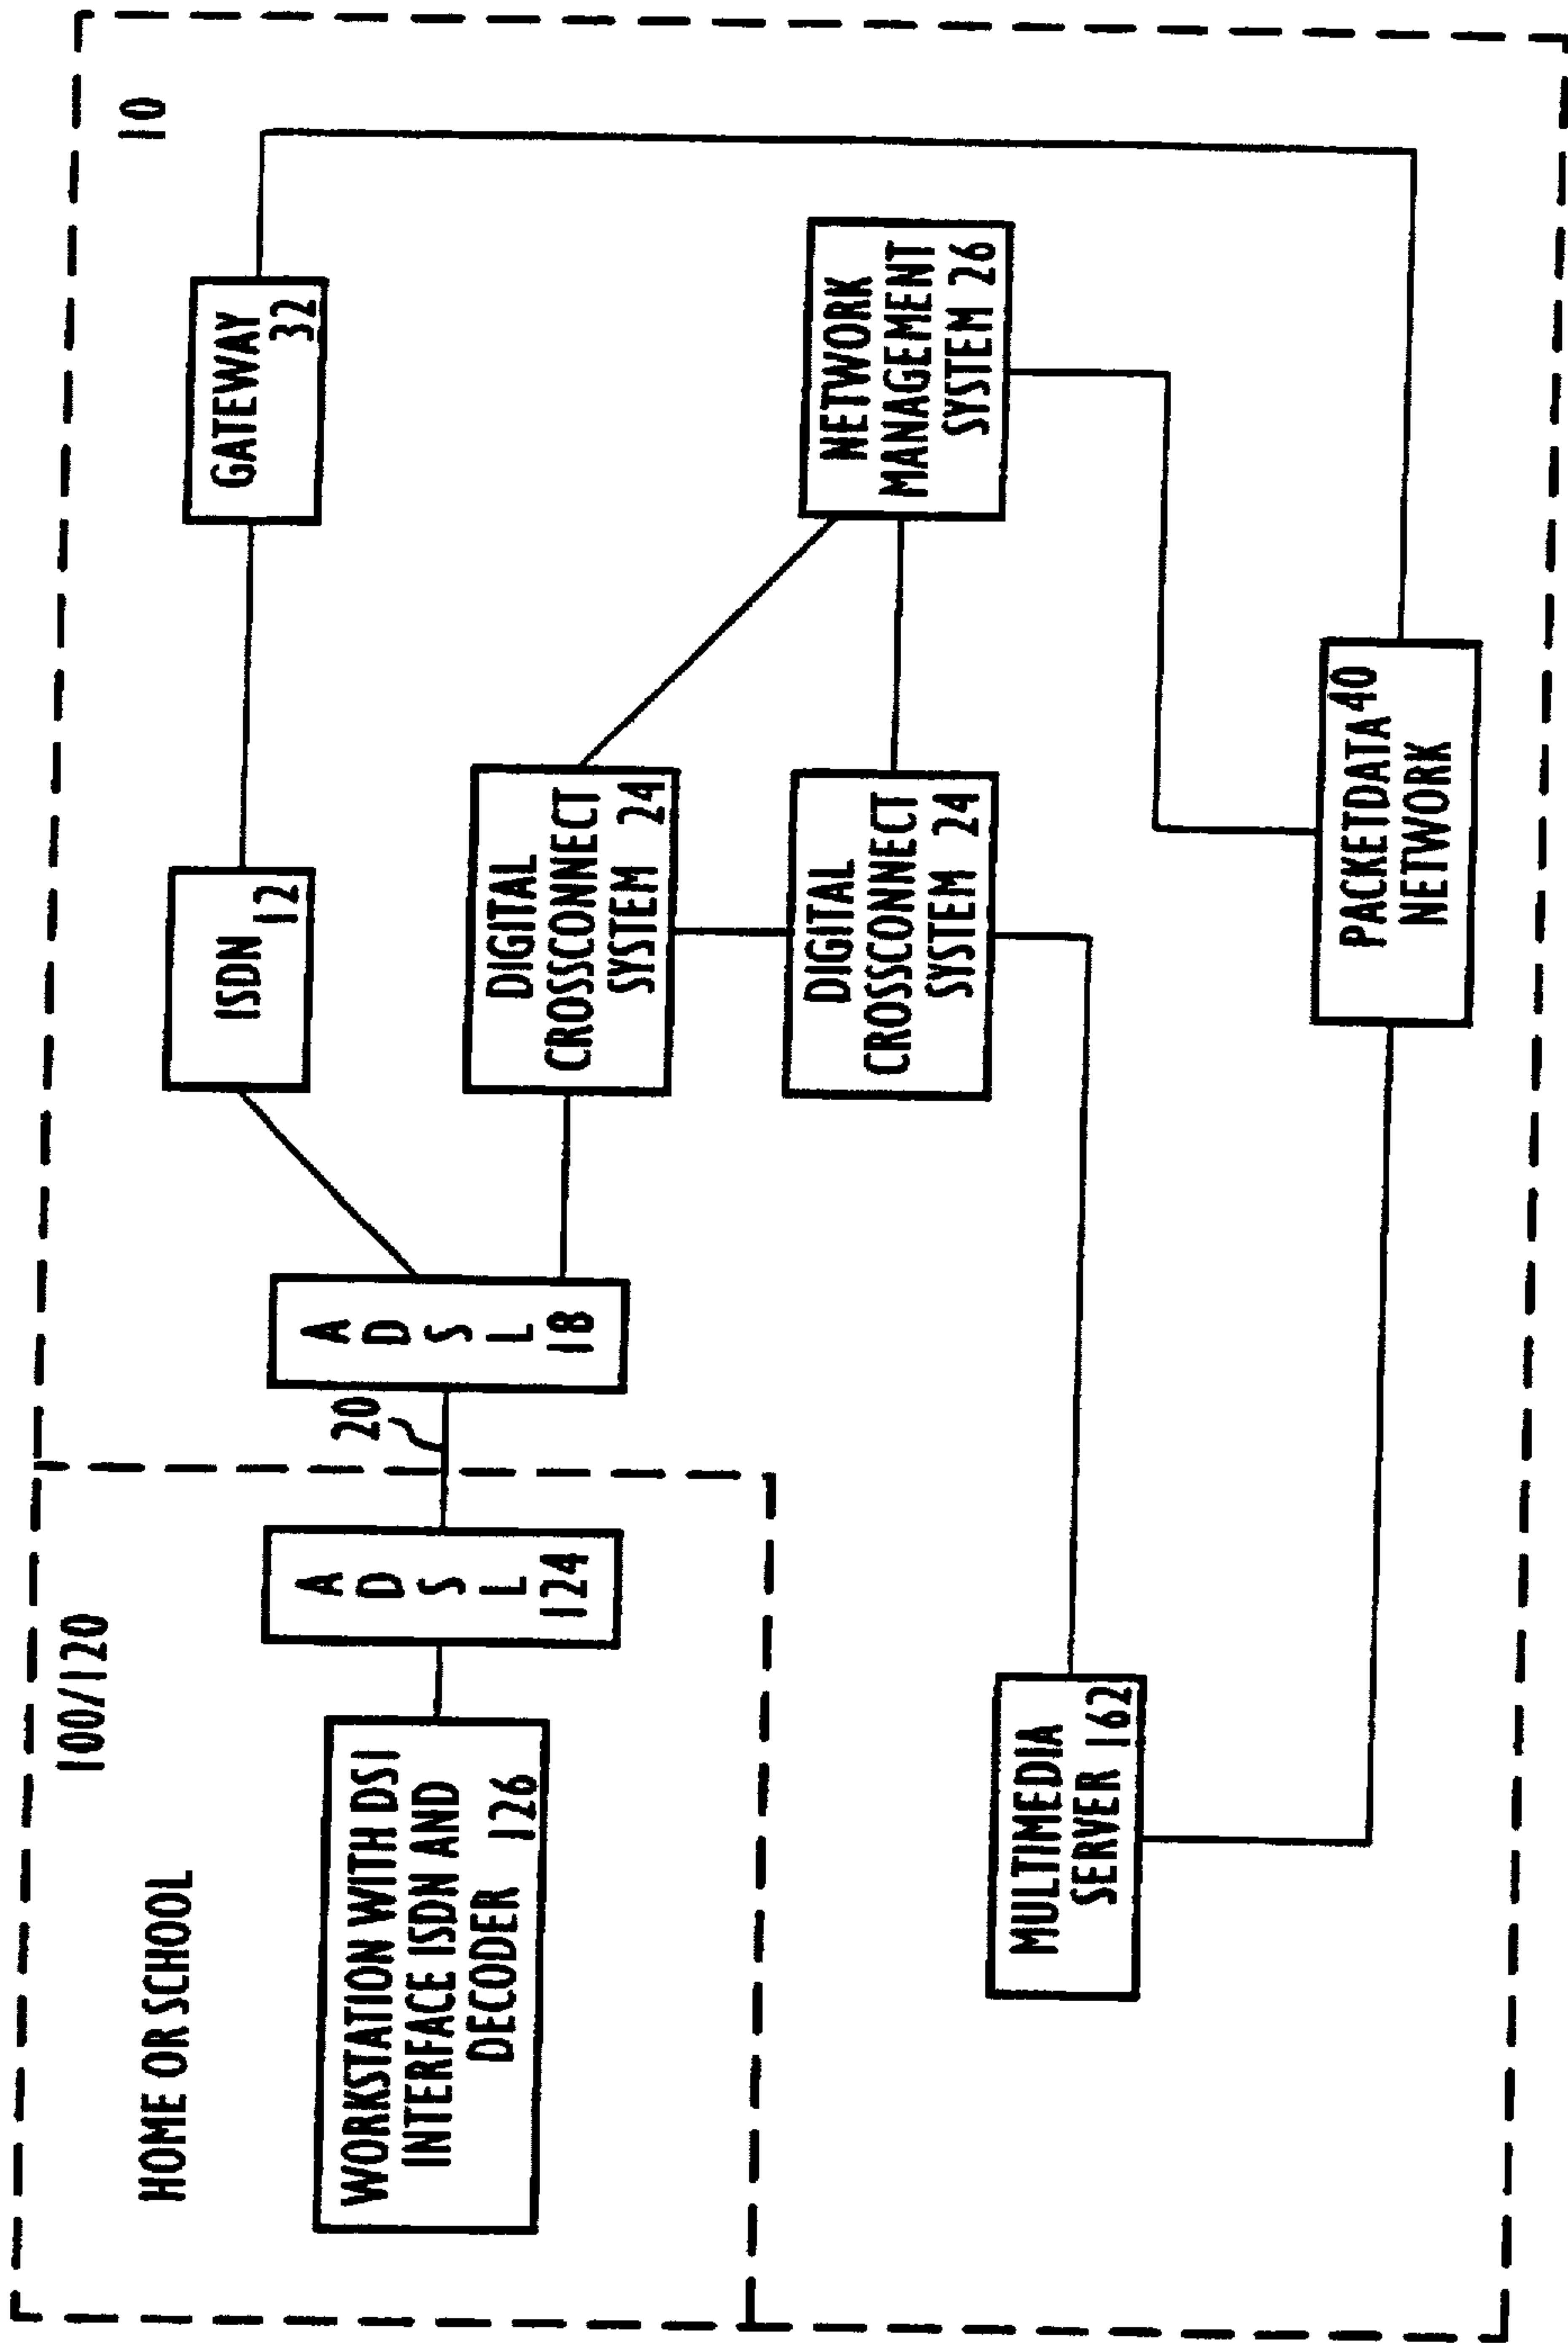 HOME OR SCHOOL
100/120
WORKSTATION WITH DSI
INTERFACE ISDN AND
DECODER 126
A
D
S
L
124
20
A
D
S
L
18
10
ISDN
12
GATEWAY
32
DIGITAL
CROSSCONNECT
SYSTEM 24
DIGITAL
CROSSCONNECT
SYSTEM 24
NETWORK
MANAGEMENT
SYSTEM 26
MULTIMEDIA
SERVER 162
PACKETDATA 40
NETWORK